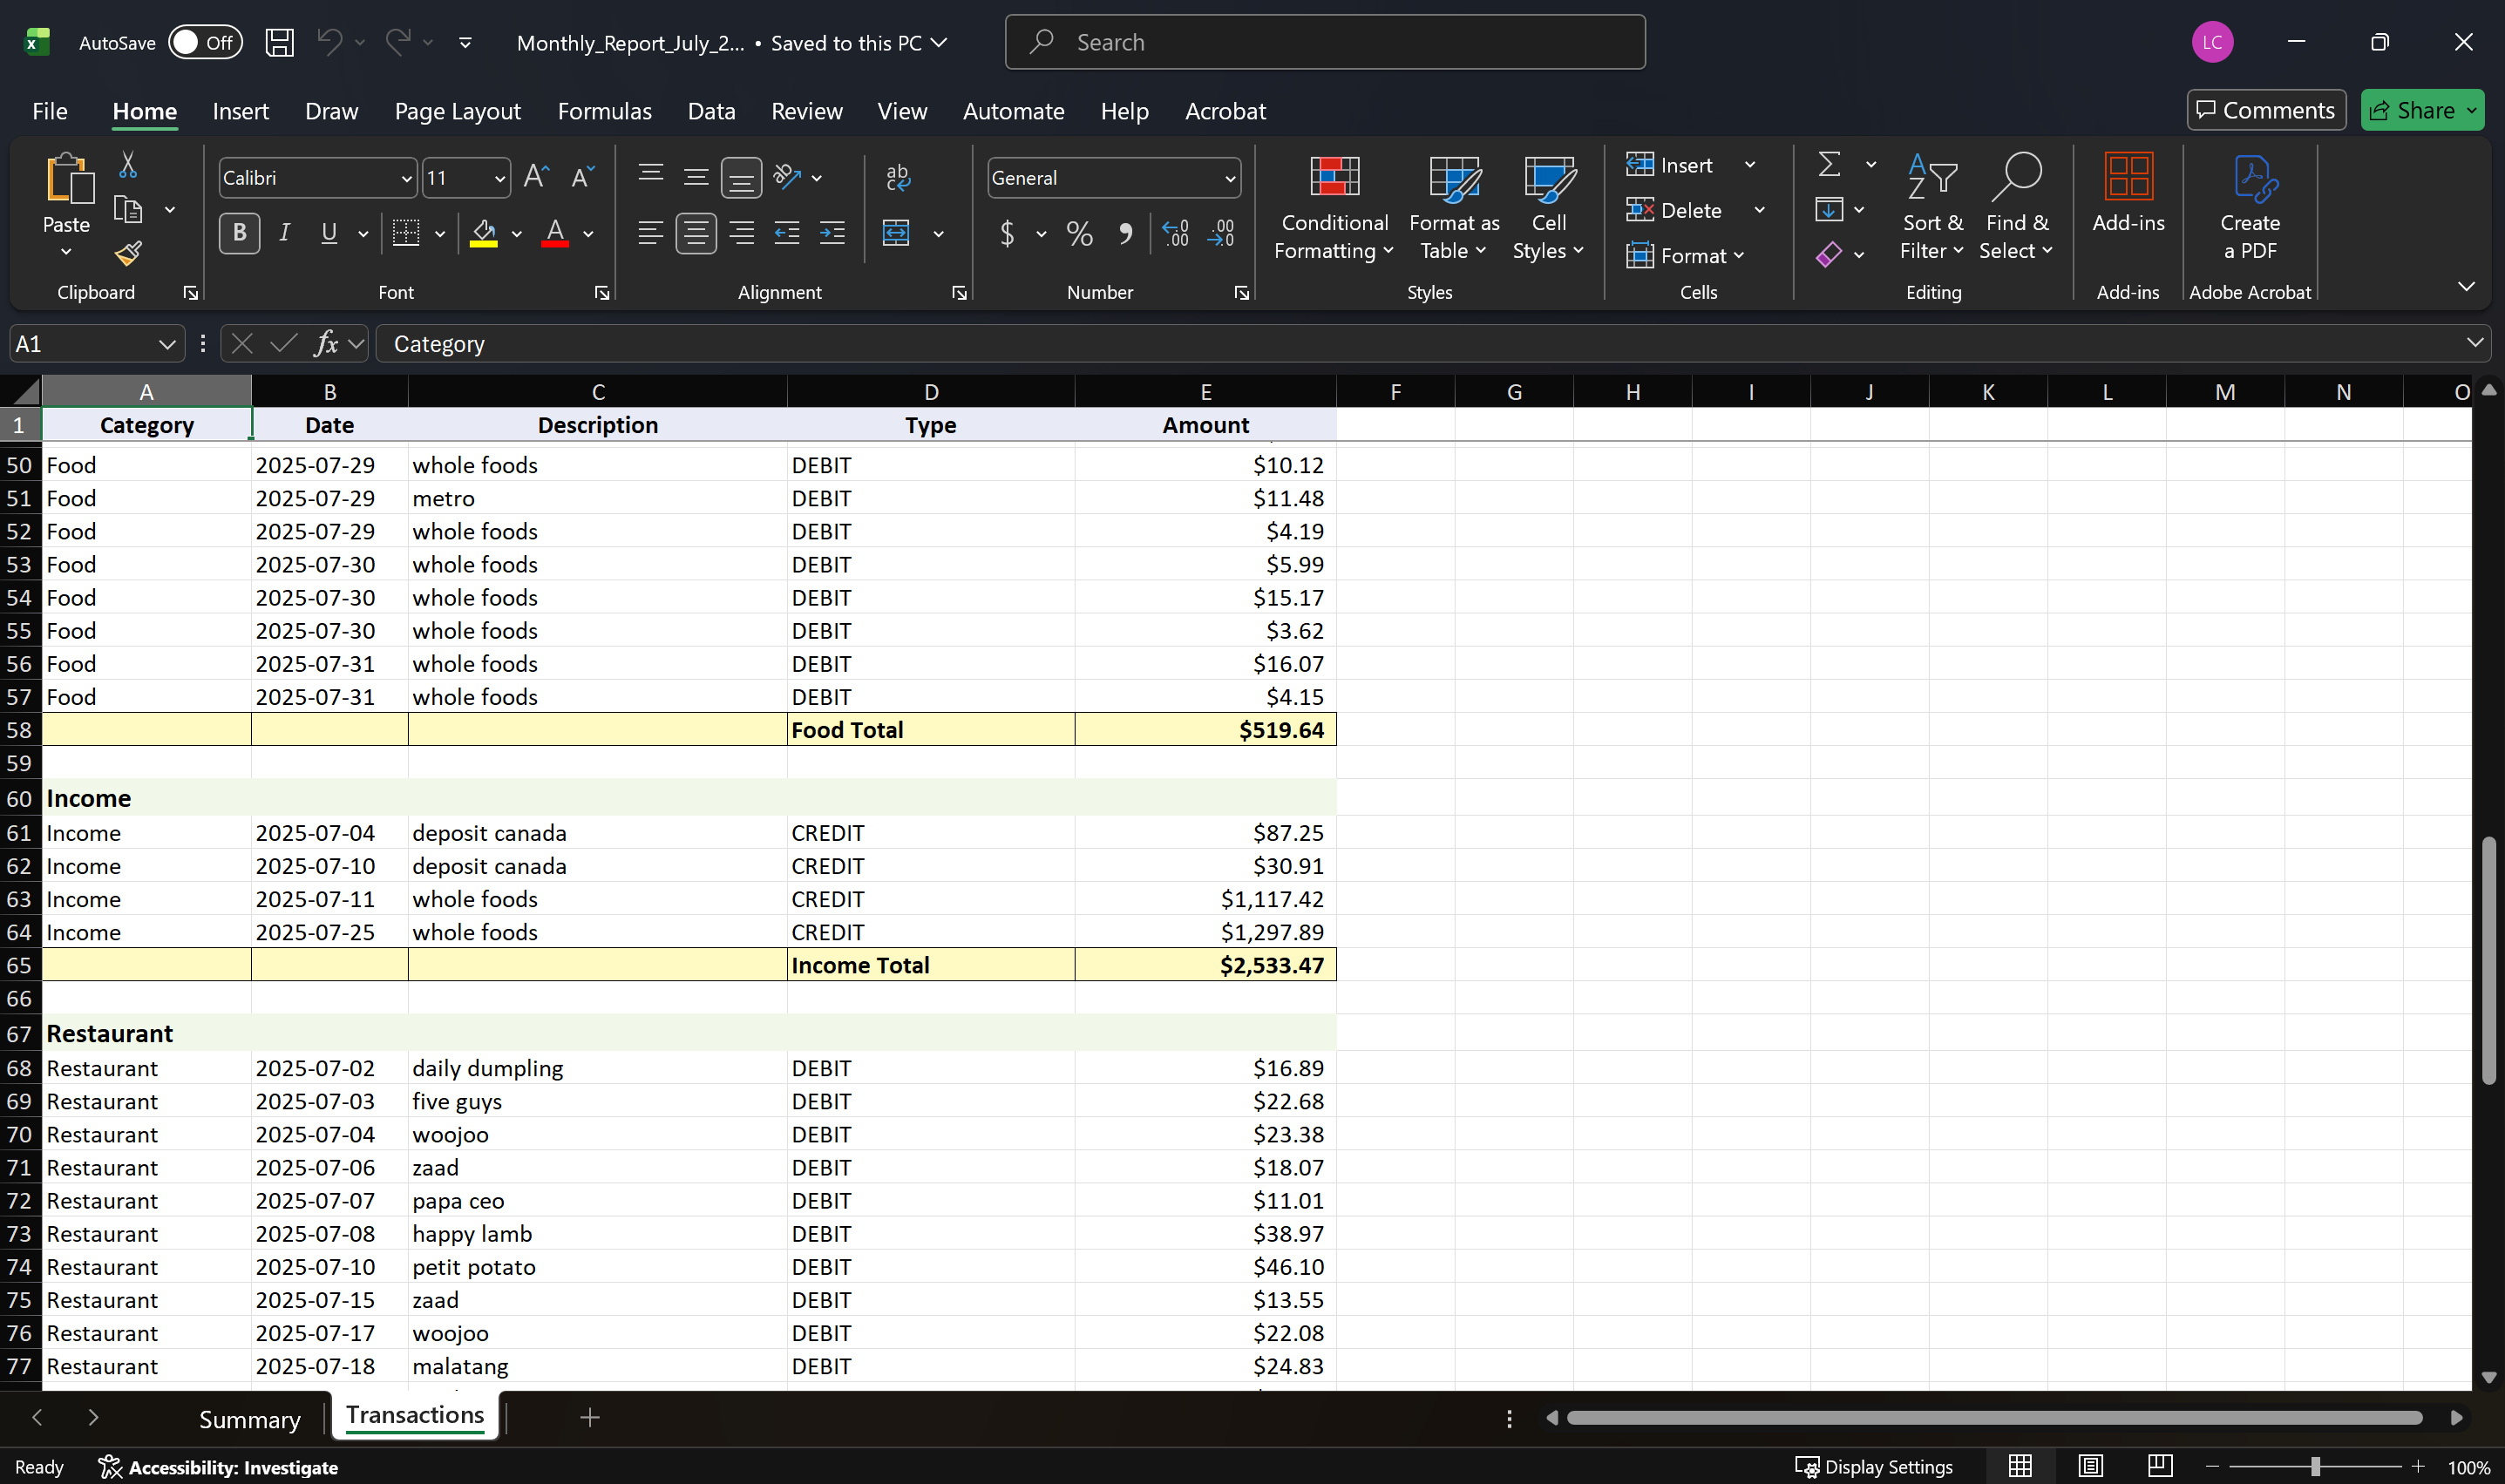 AutoSave Off Monthly_Report_July_2... • Saved to this PC Search LC
File Home Insert Draw Page Layout Formulas Data Review View Automate Help Acrobat Comments Share
Paste Calibri 11 General Conditional Formatting Format as Table Cell Styles Insert Delete Format Sort & Filter Find & Select Add-ins Create a PDF
Clipboard Font Alignment Number Styles Cells Editing Add-ins Adobe Acrobat
A1 fx Category
A B C D E F G H I J K L M N O
1 Category Date Description Type Amount
50 Food 2025-07-29 whole foods DEBIT $10.12
51 Food 2025-07-29 metro DEBIT $11.48
52 Food 2025-07-29 whole foods DEBIT $4.19
53 Food 2025-07-30 whole foods DEBIT $5.99
54 Food 2025-07-30 whole foods DEBIT $15.17
55 Food 2025-07-30 whole foods DEBIT $3.62
56 Food 2025-07-31 whole foods DEBIT $16.07
57 Food 2025-07-31 whole foods DEBIT $4.15
58 Food Total $519.64
59
60 Income
61 Income 2025-07-04 deposit canada CREDIT $87.25
62 Income 2025-07-10 deposit canada CREDIT $30.91
63 Income 2025-07-11 whole foods CREDIT $1,117.42
64 Income 2025-07-25 whole foods CREDIT $1,297.89
65 Income Total $2,533.47
66
67 Restaurant
68 Restaurant 2025-07-02 daily dumpling DEBIT $16.89
69 Restaurant 2025-07-03 five guys DEBIT $22.68
70 Restaurant 2025-07-04 woojoo DEBIT $23.38
71 Restaurant 2025-07-06 zaad DEBIT $18.07
72 Restaurant 2025-07-07 papa ceo DEBIT $11.01
73 Restaurant 2025-07-08 happy lamb DEBIT $38.97
74 Restaurant 2025-07-10 petit potato DEBIT $46.10
75 Restaurant 2025-07-15 zaad DEBIT $13.55
76 Restaurant 2025-07-17 woojoo DEBIT $22.08
77 Restaurant 2025-07-18 malatang DEBIT $24.83
Summary Transactions
Ready Accessibility: Investigate Display Settings 100%